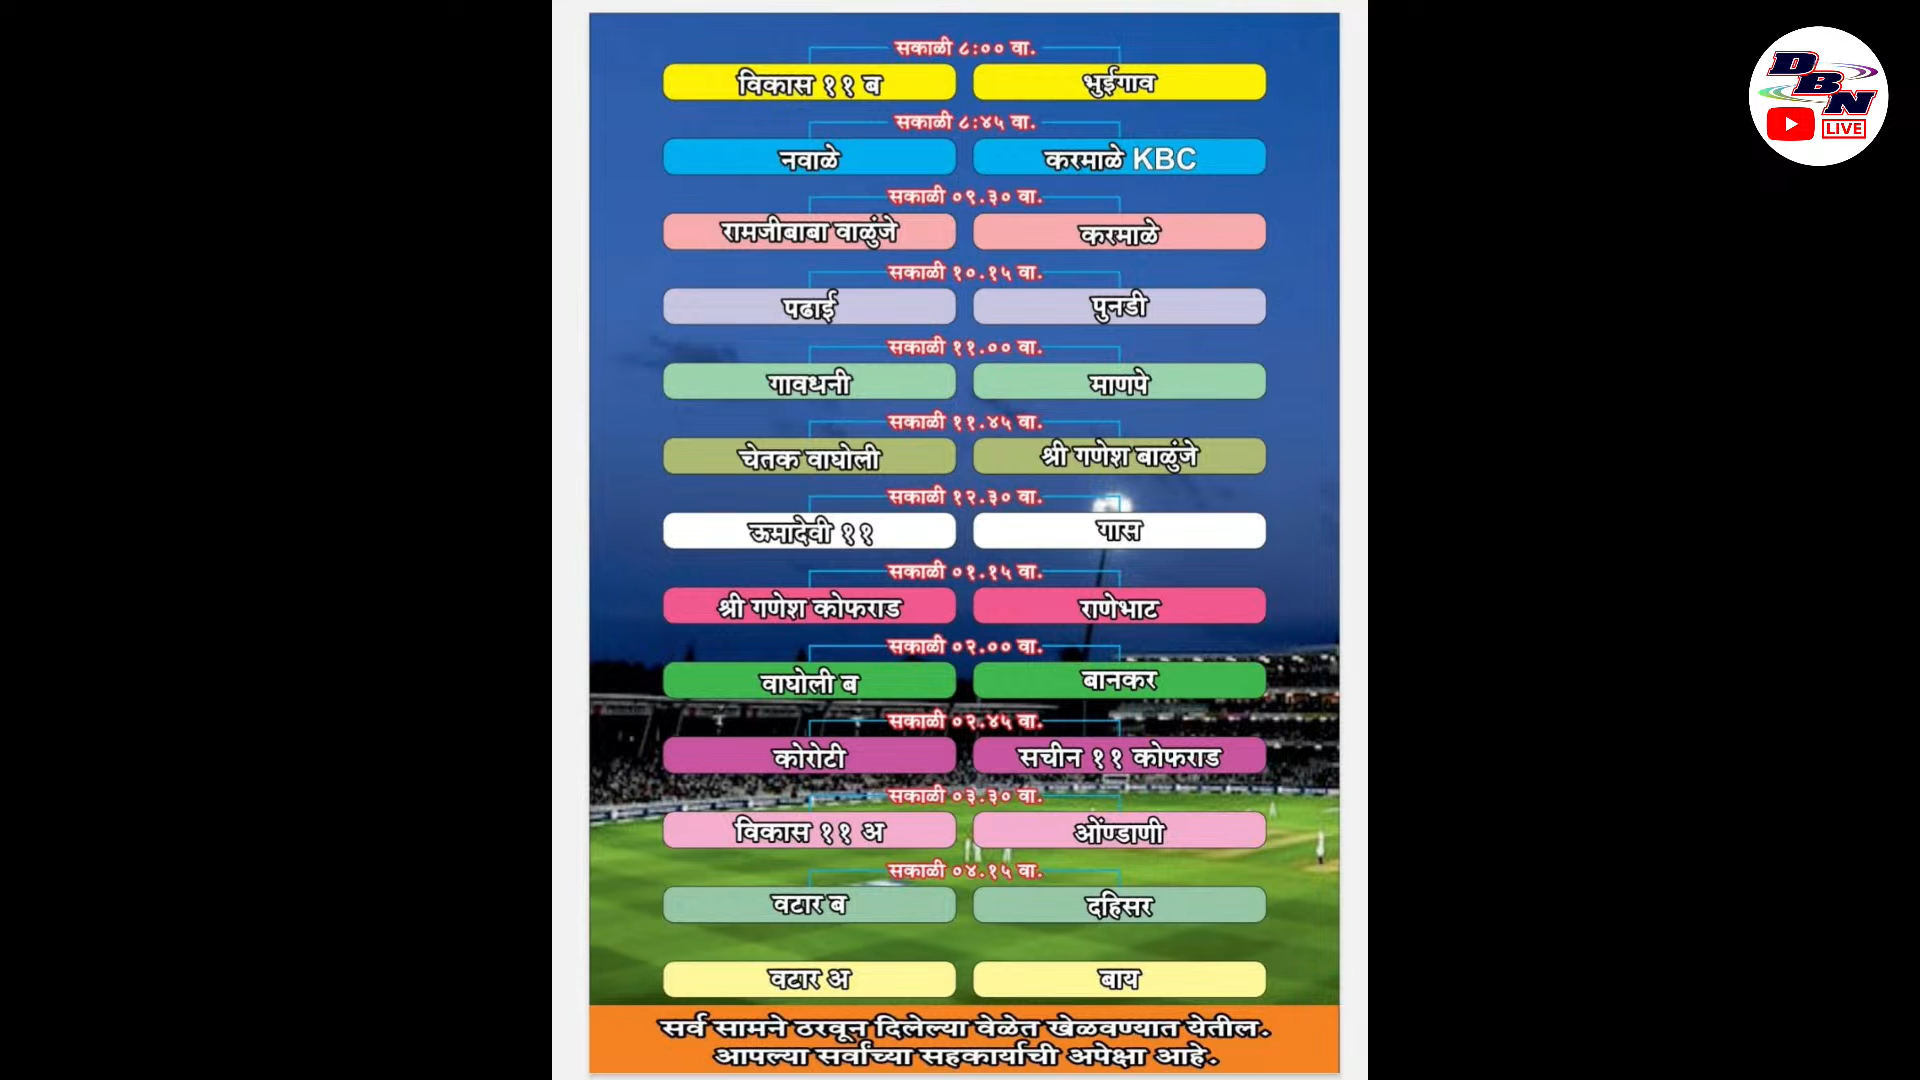 सकाळी ८:०० वा.
विकास ११ ब
भुईगाव
सकाळी ८:४५ वा.
नवाळे
करमाळे KBC
सकाळी ०९.३० वा.
रामजीबाबा वाळुंजे
करमाळे
सकाळी १०.१५ वा.
पढाई
पुनडी
सकाळी ११.०० वा.
गावधनी
माणपे
सकाळी ११.४५ वा.
चेतक वाघोली
श्री गणेश बाळुंजे
सकाळी १२.३० वा.
ऊमादेवी ११
गास
सकाळी ०१.१५ वा.
श्री गणेश कोफराड
राणेभाट
सकाळी ०२.०० वा.
वाघोली ब
बानकर
सकाळी ०२.४५ वा.
कोरोटी
सचीन ११ कोफराड
सकाळी ०३.३० वा.
विकास ११ अ
ओंण्डाणी
सकाळी ०४.१५ वा.
वटार ब
दहिसर
वटार अ
बाय
सर्व सामने ठरवून दिलेल्या वेळेत खेळवण्यात येतील.
आपल्या सर्वांच्या सहकार्याची अपेक्षा आहे.
DBN
LIVE